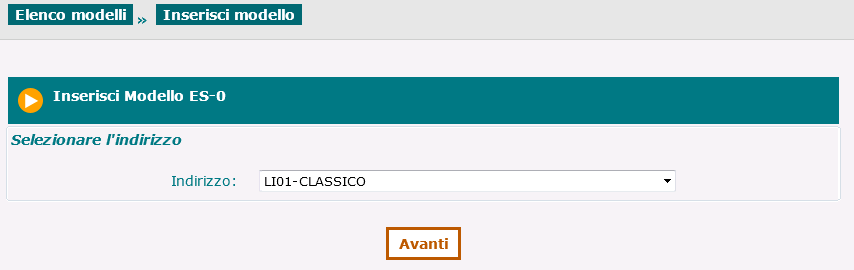 Elenco modelli » Inserisci modello
Inserisci Modello ES-0
Selezionare l'indirizzo
Indirizzo: LI01-CLASSICO
Avanti